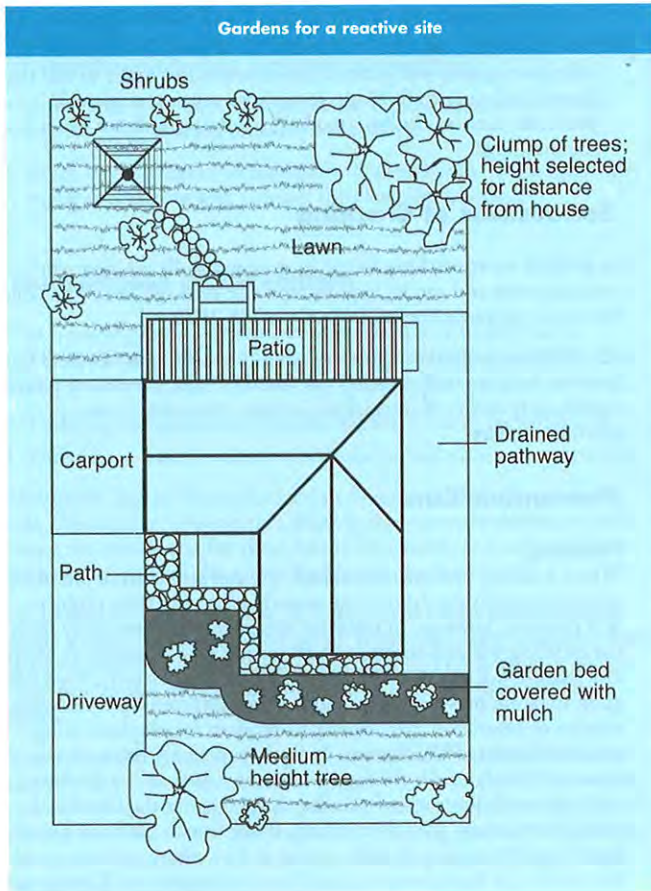 Gardens for a reactive site
Shrubs
Clump of trees;
height selected
for distance
from house
Lawn
Patio
Drained
pathway
Carport
Path
Garden bed
covered with
mulch
Driveway
Medium
height tree